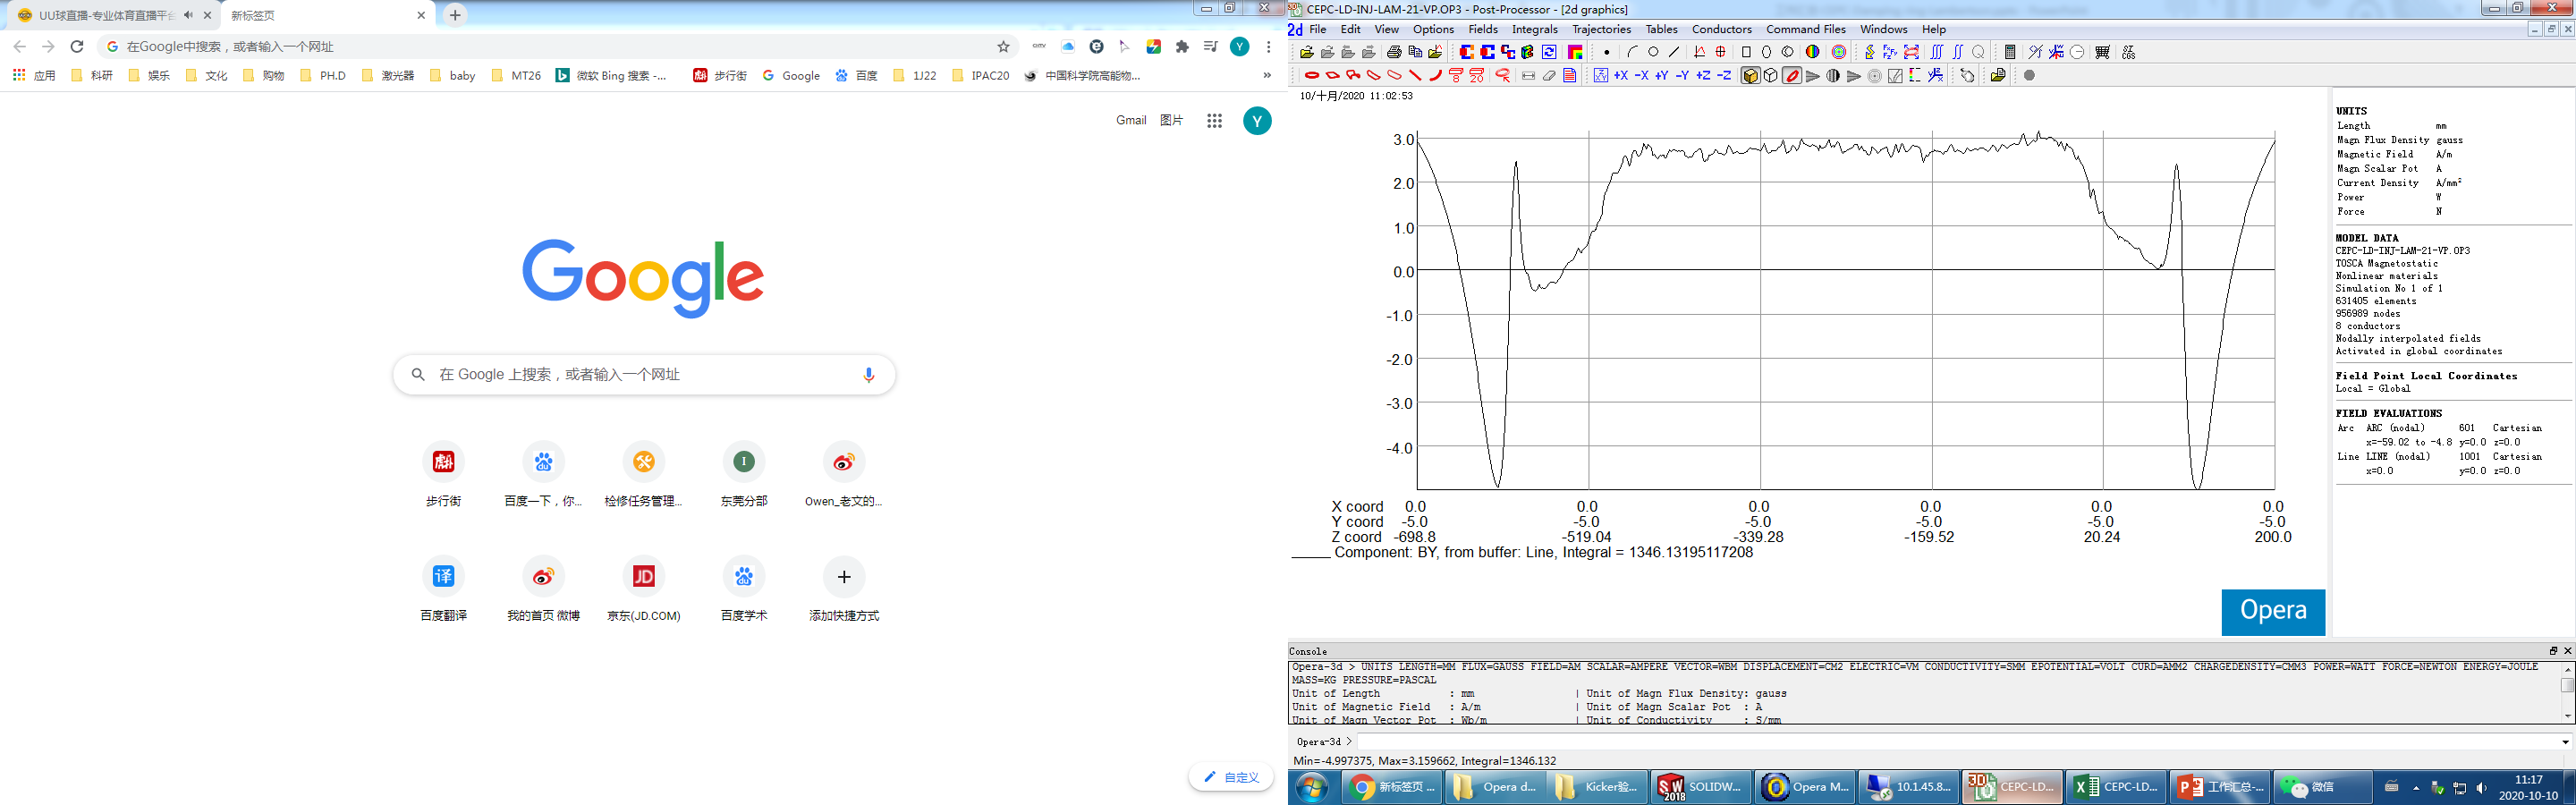 UU球直播-专业体育直播平台
新标签页
在Google中搜索，或者输入一个网址
应用 科研 娱乐 文化 购物 PH.D 激光器 baby MT26 微软 Bing 搜索 -... 步行街 Google 百度 1J22 IPAC20 中国科学院高能物... »
Gmail 图片
Y
Google
在 Google 上搜索，或者输入一个网址
步行街 百度一下，你... 检修任务管理... 东莞分部 Owen_老文的...
百度翻译 我的首页 微博 京东(JD.COM) 百度学术 添加快捷方式
自定义
CEPC-LD-INJ-LAM-21-VP.OP3 - Post-Processor - [2d graphics]
2d File Edit View Options Fields Integrals Trajectories Tables Conductors Command Files Windows Help
+X -X +Y -Y +Z -Z
10/十月/2020 11:02:53
3.0
2.0
1.0
0.0
-1.0
-2.0
-3.0
-4.0
X coord 0.0 0.0 0.0 0.0 0.0 0.0
Y coord -5.0 -5.0 -5.0 -5.0 -5.0 -5.0
Z coord -698.8 -519.04 -339.28 -159.52 20.24 200.0
Component: BY, from buffer: Line, Integral = 1346.13195117208
Opera
UNITS
Length mm
Magn Flux Density gauss
Magnetic Field A/m
Magn Scalar Pot A
Current Density A/mm²
Power W
Force N
MODEL DATA
CEPC-LD-INJ-LAM-21-VP.OP3
TOSCA Magnetostatic
Nonlinear materials
Simulation No 1 of 1
631405 elements
956989 nodes
8 conductors
Nodally interpolated fields
Activated in global coordinates
Field Point Local Coordinates
Local = Global
FIELD EVALUATIONS
Arc ARC (nodal) 601 Cartesian
x=-59.02 to -4.8 y=0.0 z=0.0
Line LINE (nodal) 1001 Cartesian
x=0.0 y=0.0 z=0.0
Console
Opera-3d > UNITS LENGTH=MM FLUX=GAUSS FIELD=AM SCALAR=AMPERE VECTOR=WBM DISPLACEMENT=CM2 ELECTRIC=VM CONDUCTIVITY=SMM EPOTENTIAL=VOLT CURD=AMM2 CHARGEDENSITY=CMM3 POWER=WATT FORCE=NEWTON ENERGY=JOULE
MASS=KG PRESSURE=PASCAL
Unit of Length : mm | Unit of Magn Flux Density: gauss
Unit of Magnetic Field : A/m | Unit of Magn Scalar Pot : A
Unit of Magn Vector Pot : Wb/m | Unit of Conductivity : S/mm
Opera-3d >
Min=-4.997375, Max=3.159662, Integral=1346.132
新标签页 ... Opera d... Kicker验... SOLIDW... Opera M... 10.1.45.8... CEPC-LD... CEPC-LD... 工作汇总-... 微信
11:17
2020-10-10